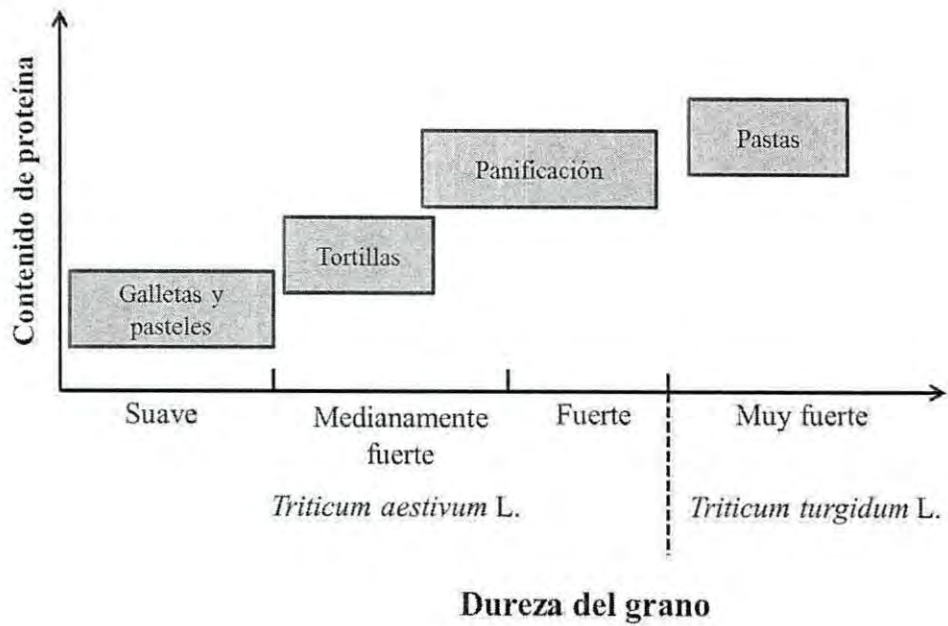 Contenido de proteína
Pastas
Panificación
Tortillas
Galletas y
pasteles
Suave
Medianamente
fuerte
Fuerte
Muy fuerte
Triticum aestivum L.
Triticum turgidum L.
Dureza del grano